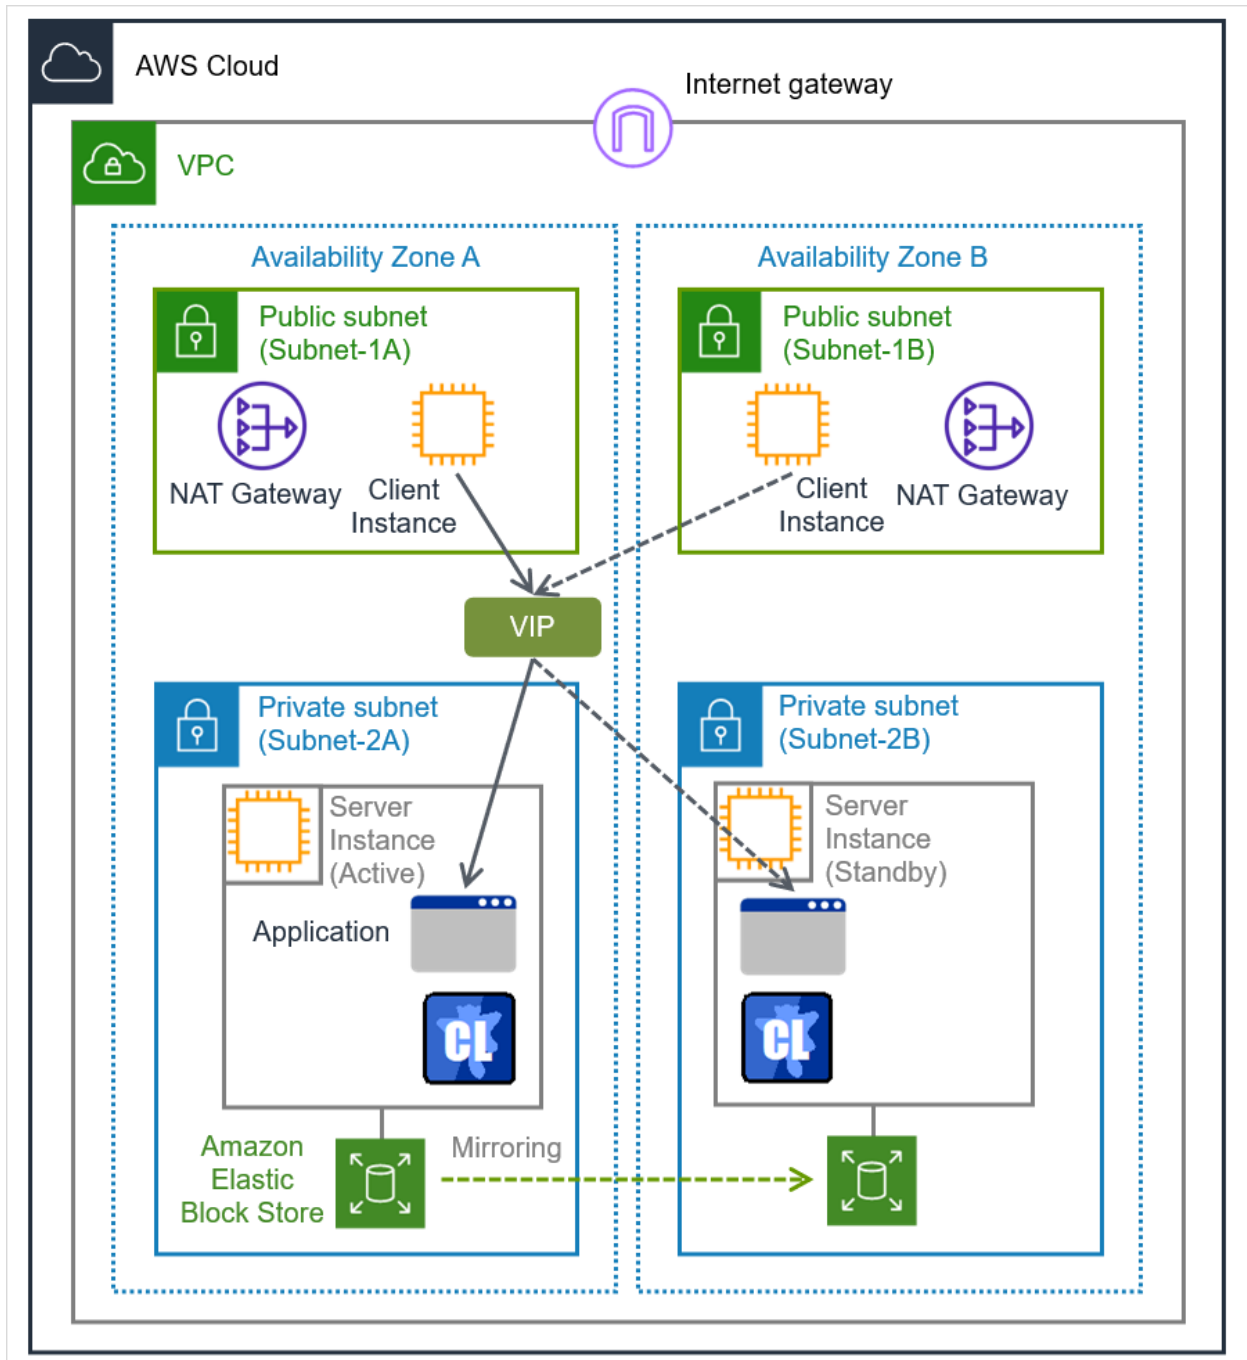 AWS Cloud
Internet gateway
VPC
Availability Zone A
Availability Zone B
Public subnet
(Subnet-1A)
Public subnet
(Subnet-1B)
NAT Gateway
Client
Instance
Client
Instance
NAT Gateway
VIP
Private subnet
(Subnet-2A)
Private subnet
(Subnet-2B)
Server
Instance
(Active)
Server
Instance
(Standby)
Application
CL
CL
Amazon
Elastic
Block Store
Mirroring